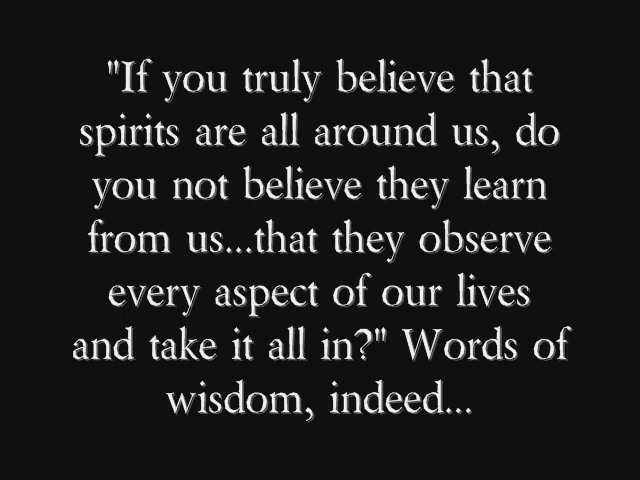 "If you truly believe that
spirits are all around us, do
you not believe they learn
from us...that they observe
every aspect of our lives
and take it all in?" Words of
wisdom, indeed...